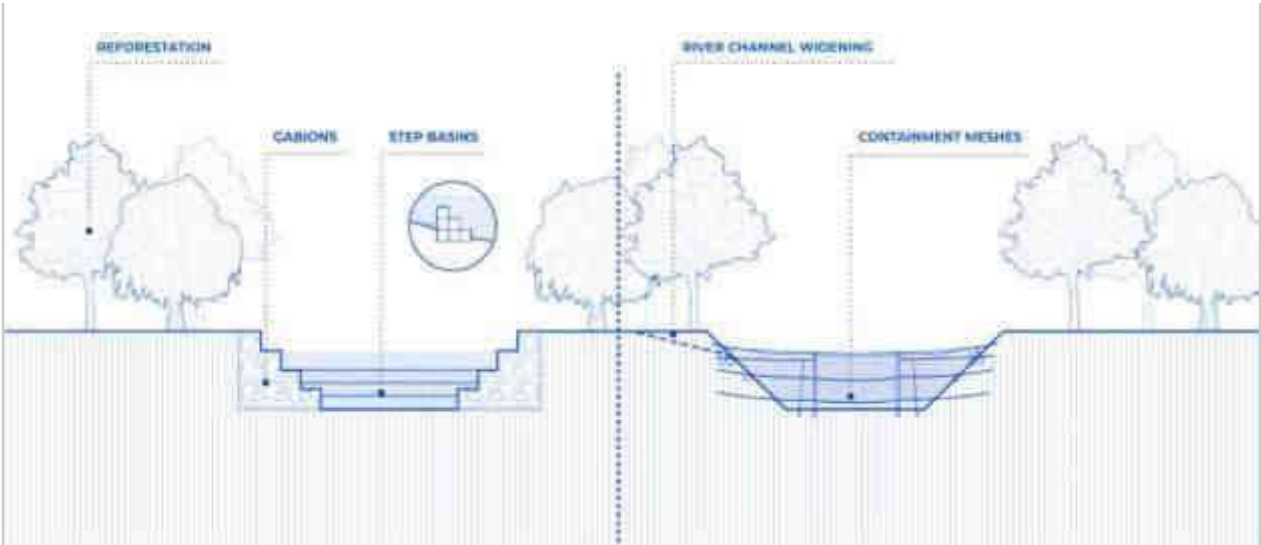 REFORESTATION
RIVER CHANNEL WIDENING
GABIONS
STEP BASINS
CONTAINMENT MESHES